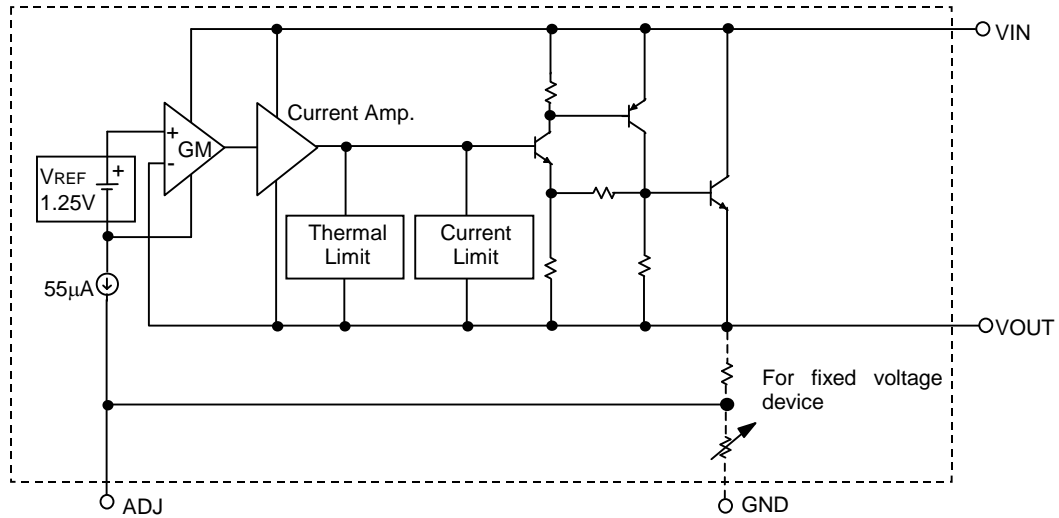 VIN
Current Amp.
+
GM
-
+
VREF
1.25V
Thermal
Limit
Current
Limit
55μA
VOUT
For fixed voltage
device
ADJ
GND